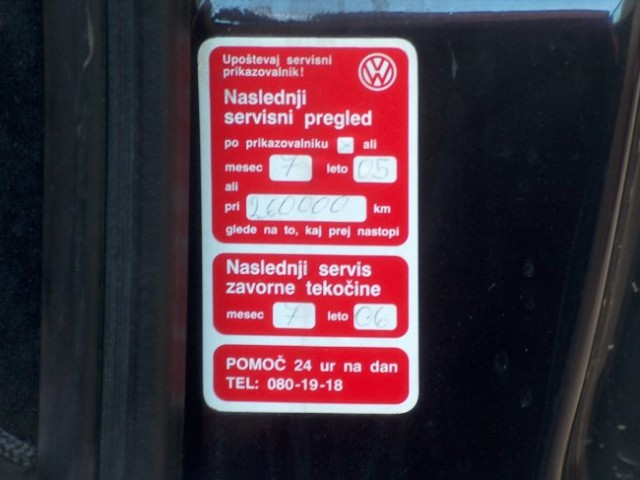 Upoštevaj servisni
prikazovalnik!
Naslednji
servisni pregled
po prikazovalniku ali
mesec 7 leto 05
ali
pri 260000 km
glede na to, kaj prej nastopi
Naslednji servis
zavorne tekočine
mesec 7 leto 06
POMOČ 24 ur na dan
TEL: 080-19-18